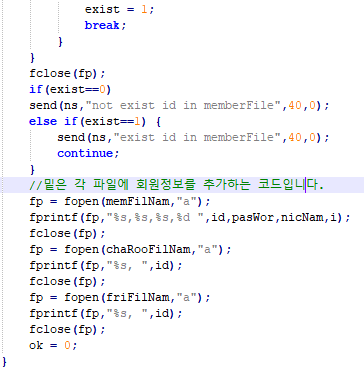 exist = 1;
break;
}
}
fclose(fp);
if(exist==0)
send(ns,"not exist id in memberFile",40,0);
else if(exist==1) {
send(ns,"exist id in memberFile",40,0);
continue;
}
//밑은 각 파일에 회원정보를 추가하는 코드입니다.
fp = fopen(memFilNam,"a");
fprintf(fp,"%s,%s,%s,%d ",id,pasWor,nicNam,i);
fclose(fp);
fp = fopen(chaRooFilNam,"a");
fprintf(fp,"%s, ",id);
fclose(fp);
fp = fopen(friFilNam,"a");
fprintf(fp,"%s, ",id);
fclose(fp);
ok = 0;
}